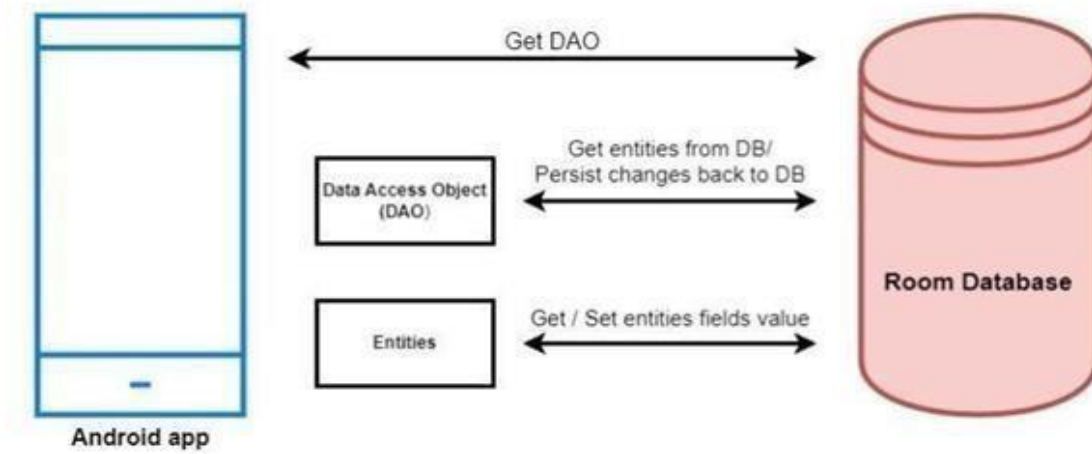 Get DAO
Get entities from DB/
Persist changes back to DB
Data Access Object
(DAO)
Room Database
Get / Set entities fields value
Entities
Android app